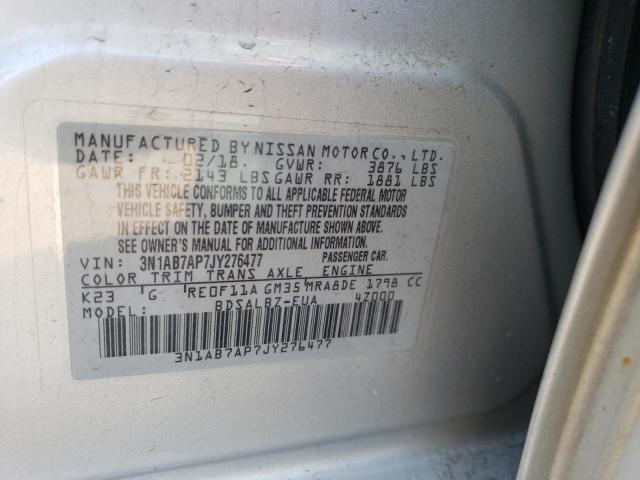 MANUFACTURED BY NISSAN MOTOR CO., LTD.
DATE: 02/18. GVWR: 3876 LBS
GAWR FR: 2143 LBS GAWR RR: 1881 LBS
THIS VEHICLE CONFORMS TO ALL APPLICABLE FEDERAL MOTOR
VEHICLE SAFETY, BUMPER AND THEFT PREVENTION STANDARDS
IN EFFECT ON THE DATE OF MANUFACTURE SHOWN ABOVE.
SEE OWNER'S MANUAL FOR ADDITIONAL INFORMATION.
VIN: 3N1AB7AP7JY276477 PASSENGER CAR.
COLOR TRIM TRANS AXLE ENGINE
K23 G RE0F11A GM35 MRA8DE 1798 CC
MODEL: BDSALBZ-EUA 4Z000
3N1AB7AP7JY276477